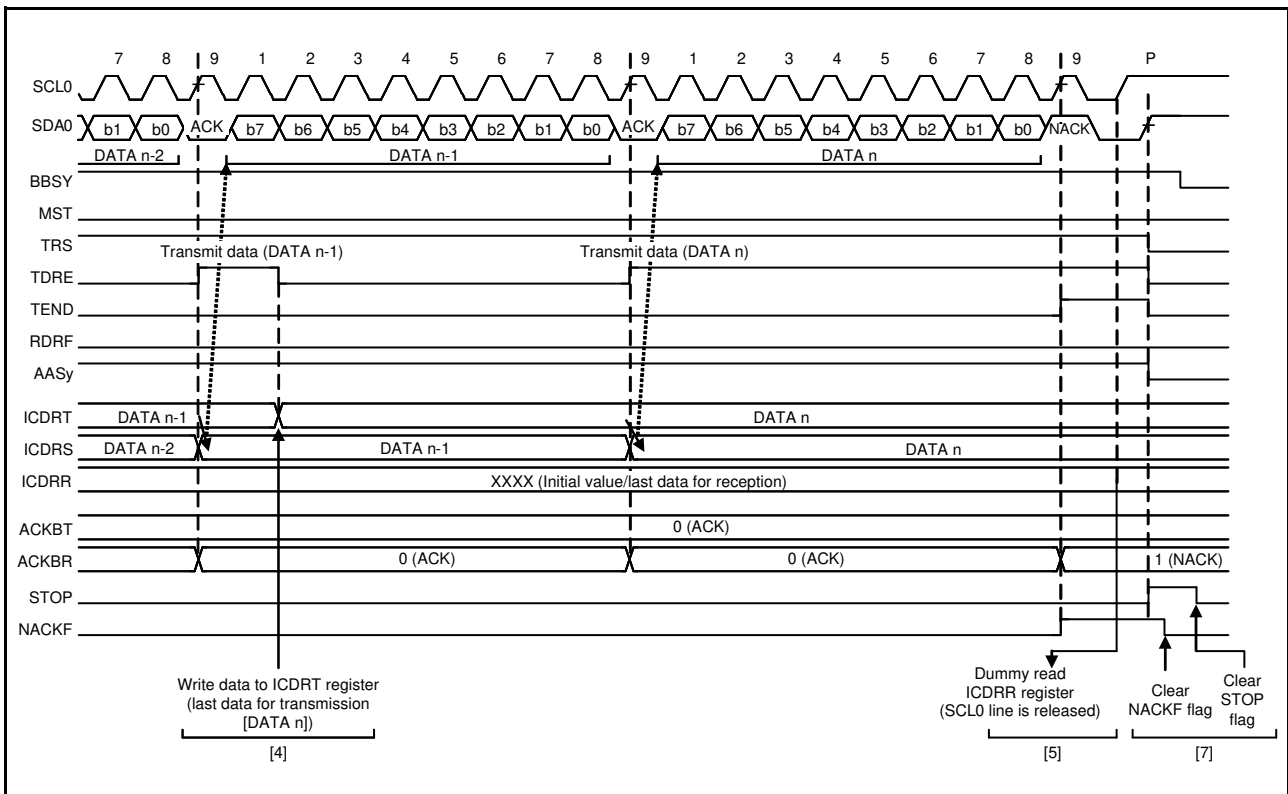 7 8 9 1 2 3 4 5 6 7 8 9 1 2 3 4 5 6 7 8 9 P
SCL0
SDA0 b1 b0 ACK b7 b6 b5 b4 b3 b2 b1 b0 ACK b7 b6 b5 b4 b3 b2 b1 b0 NACK
DATA n-2 DATA n-1 DATA n
BBSY
MST
TRS
Transmit data (DATA n-1) Transmit data (DATA n)
TDRE
TEND
RDRF
AASy
ICDRT DATA n-1 DATA n
ICDRS DATA n-2 DATA n-1 DATA n
ICDRR XXXX (Initial value/last data for reception)
ACKBT 0 (ACK)
ACKBR 0 (ACK) 0 (ACK) 1 (NACK)
STOP
NACKF
Write data to ICDRT register
(last data for transmission
[DATA n])
[4]
Dummy read
ICDRR register
(SCL0 line is released)
[5]
Clear
NACKF flag
Clear
STOP
flag
[7]